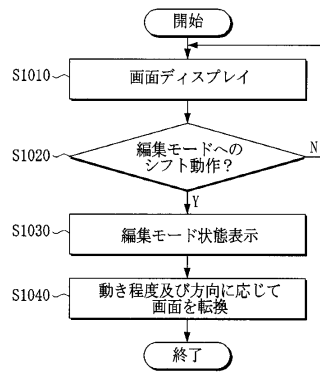 開始
S1010
画面ディスプレイ
S1020
編集モードへの
シフト動作？
N
Y
S1030
編集モード状態表示
S1040
動き程度及び方向に応じて
画面を転換
終了